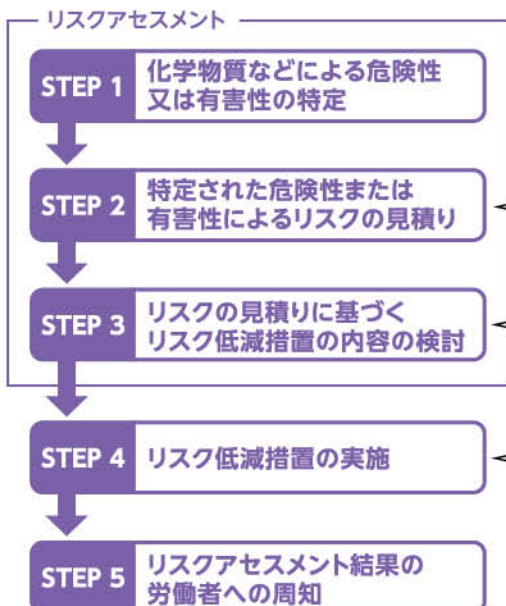 リスクアセスメント
STEP 1
化学物質などによる危険性
又は有害性の特定
STEP 2
特定された危険性または
有害性によるリスクの見積り
STEP 3
リスクの見積りに基づく
リスク低減措置の内容の検討
STEP 4
リスク低減措置の実施
STEP 5
リスクアセスメント結果の
労働者への周知